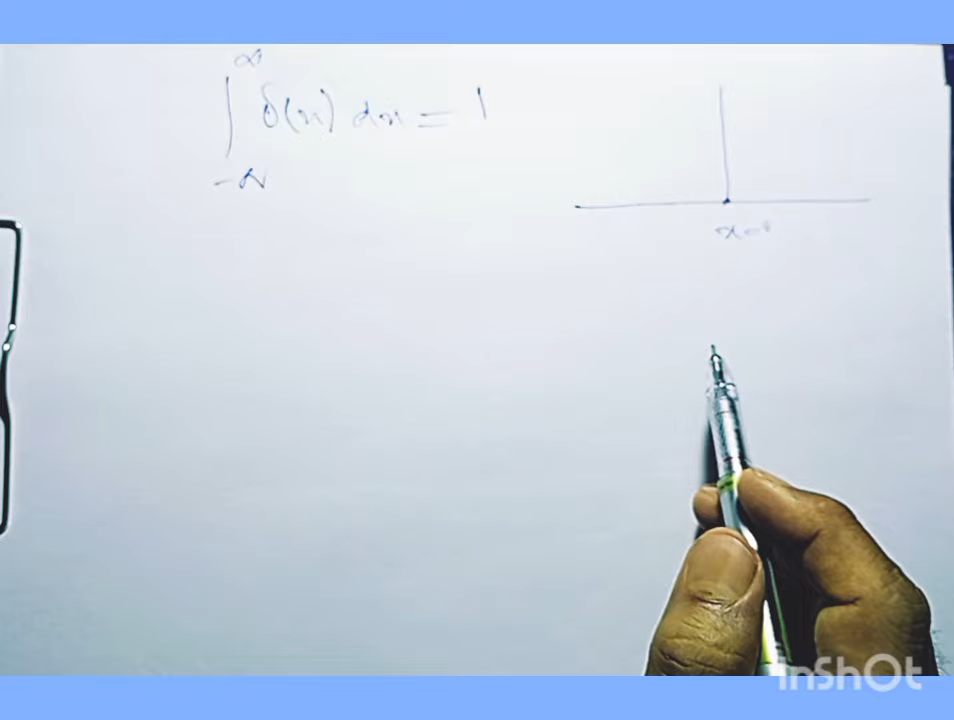 ∞
∫ δ(x) dx = 1
-∞
x=0
InShOt